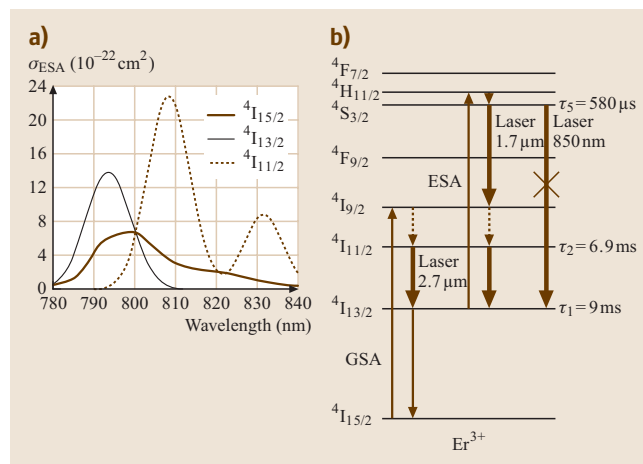 a)
σESA (10⁻²² cm²)
24
20
16
12
8
4
0
780 790 800 810 820 830 840
Wavelength (nm)
⁴I₁₅/₂
⁴I₁₃/₂
⁴I₁₁/₂
b)
⁴F₇/₂
⁴H₁₁/₂
⁴S₃/₂
τ₅ = 580 μs
Laser
1.7 μm
Laser
850 nm
⁴F₉/₂
ESA
⁴I₉/₂
⁴I₁₁/₂
τ₂ = 6.9 ms
Laser
2.7 μm
⁴I₁₃/₂
τ₁ = 9 ms
GSA
⁴I₁₅/₂
Er³⁺